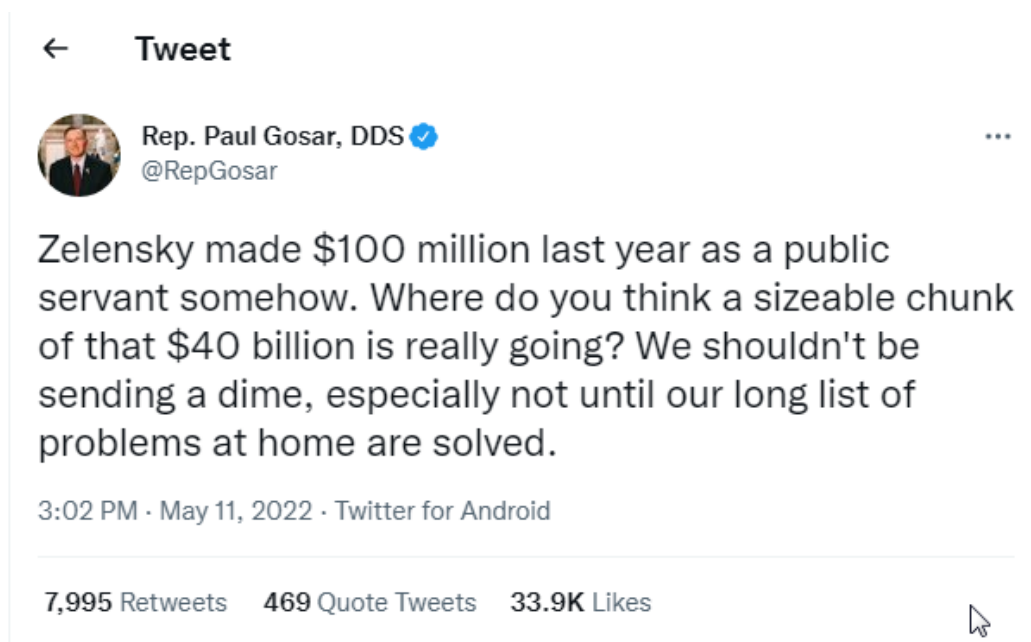 Tweet
Rep. Paul Gosar, DDS
@RepGosar
Zelensky made $100 million last year as a public
servant somehow. Where do you think a sizeable chunk
of that $40 billion is really going? We shouldn't be
sending a dime, especially not until our long list of
problems at home are solved.
3:02 PM · May 11, 2022 · Twitter for Android
7,995 Retweets 469 Quote Tweets 33.9K Likes